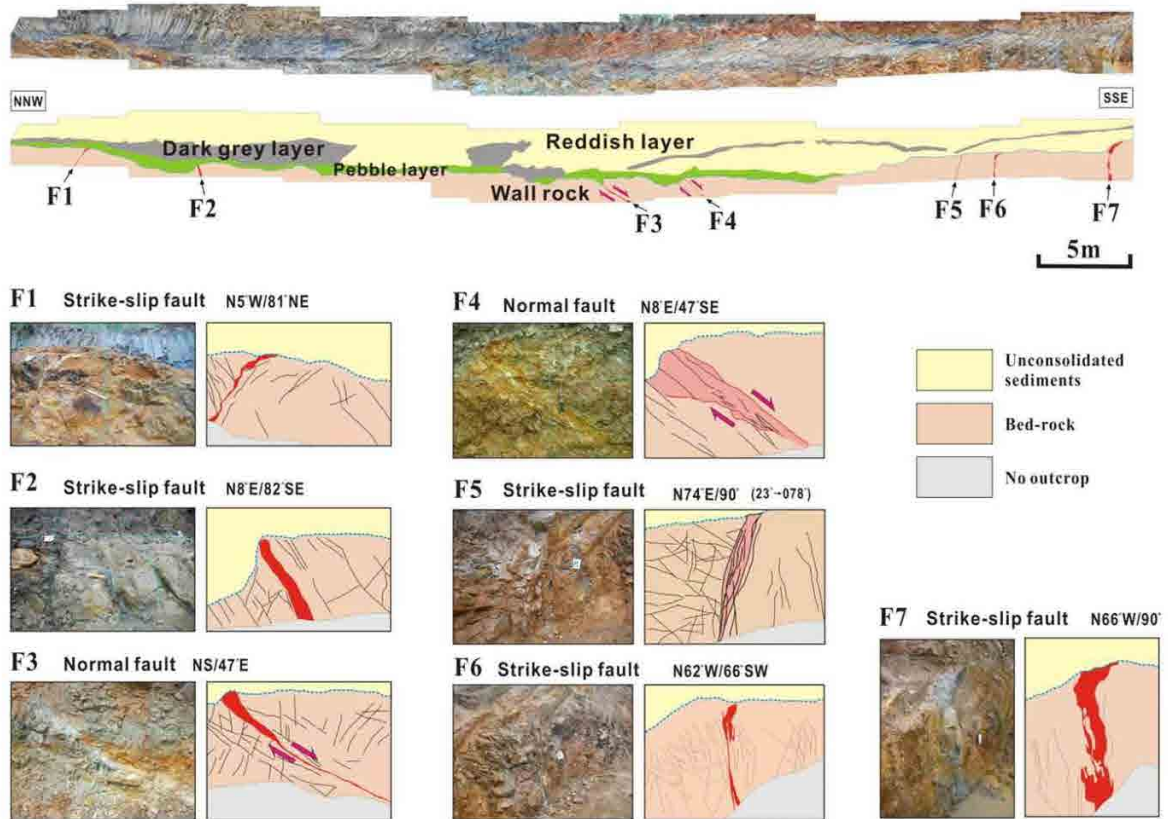 NNW
SSE
Dark grey layer
Reddish layer
Pebble layer
Wall rock
F1
F2
F3
F4
F5
F6
F7
5m
F1 Strike-slip fault N5°W/81°NE
F2 Strike-slip fault N8°E/82°SE
F3 Normal fault NS/47°E
F4 Normal fault N8°E/47°SE
F5 Strike-slip fault N74°E/90° (23°→078°)
F6 Strike-slip fault N62°W/66°SW
F7 Strike-slip fault N66°W/90°
Unconsolidated
sediments
Bed-rock
No outcrop